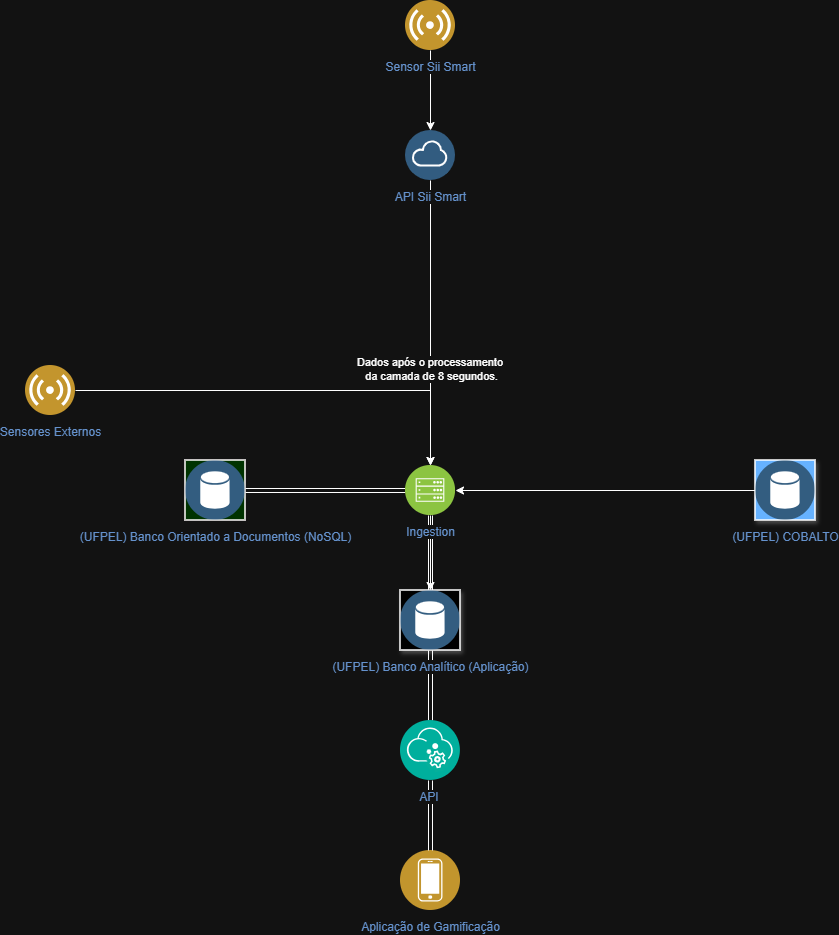 Sensor Sii Smart
API Sii Smart
Dados após o processamento
da camada de 8 segundos.
Sensores Externos
(UFPEL) Banco Orientado a Documentos (NoSQL)
Ingestion
(UFPEL) COBALTO
(UFPEL) Banco Analítico (Aplicação)
API
Aplicação de Gamificação